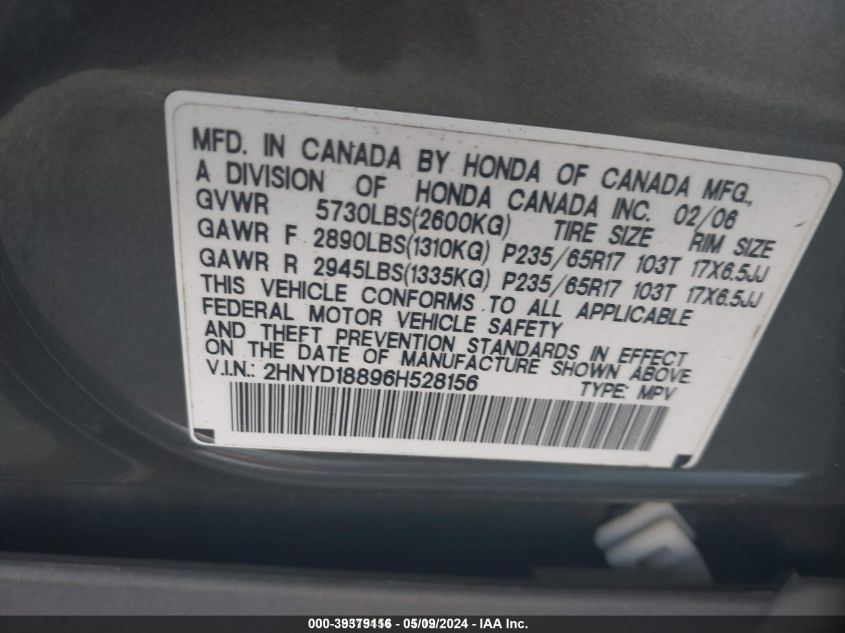 MFD. IN CANADA BY HONDA OF CANADA MFG.,
A DIVISION OF HONDA CANADA INC. 02/06
GVWR 5730LBS(2600KG) TIRE SIZE RIM SIZE
GAWR F 2890LBS(1310KG) P235/65R17 103T 17X6.5JJ
GAWR R 2945LBS(1335KG) P235/65R17 103T 17X6.5JJ
THIS VEHICLE CONFORMS TO ALL APPLICABLE
FEDERAL MOTOR VEHICLE SAFETY
AND THEFT PREVENTION STANDARDS IN EFFECT
ON THE DATE OF MANUFACTURE SHOWN ABOVE.
V.I.N.: 2HNYD18896H528156 TYPE: MPV
000-39379116 - 05/09/2024 - IAA Inc.